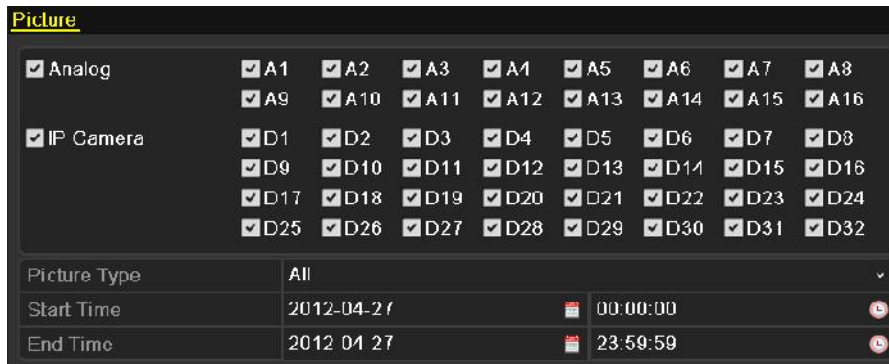 Picture
Analog A1 A2 A3 A4 A5 A6 A7 A8
A9 A10 A11 A12 A13 A14 A15 A16
IP Camera D1 D2 D3 D4 D5 D6 D7 D8
D9 D10 D11 D12 D13 D14 D15 D16
D17 D18 D19 D20 D21 D22 D23 D24
D25 D26 D27 D28 D29 D30 D31 D32
Picture Type All
Start Time 2012-04-27 00:00:00
End Time 2012-04-27 23:59:59